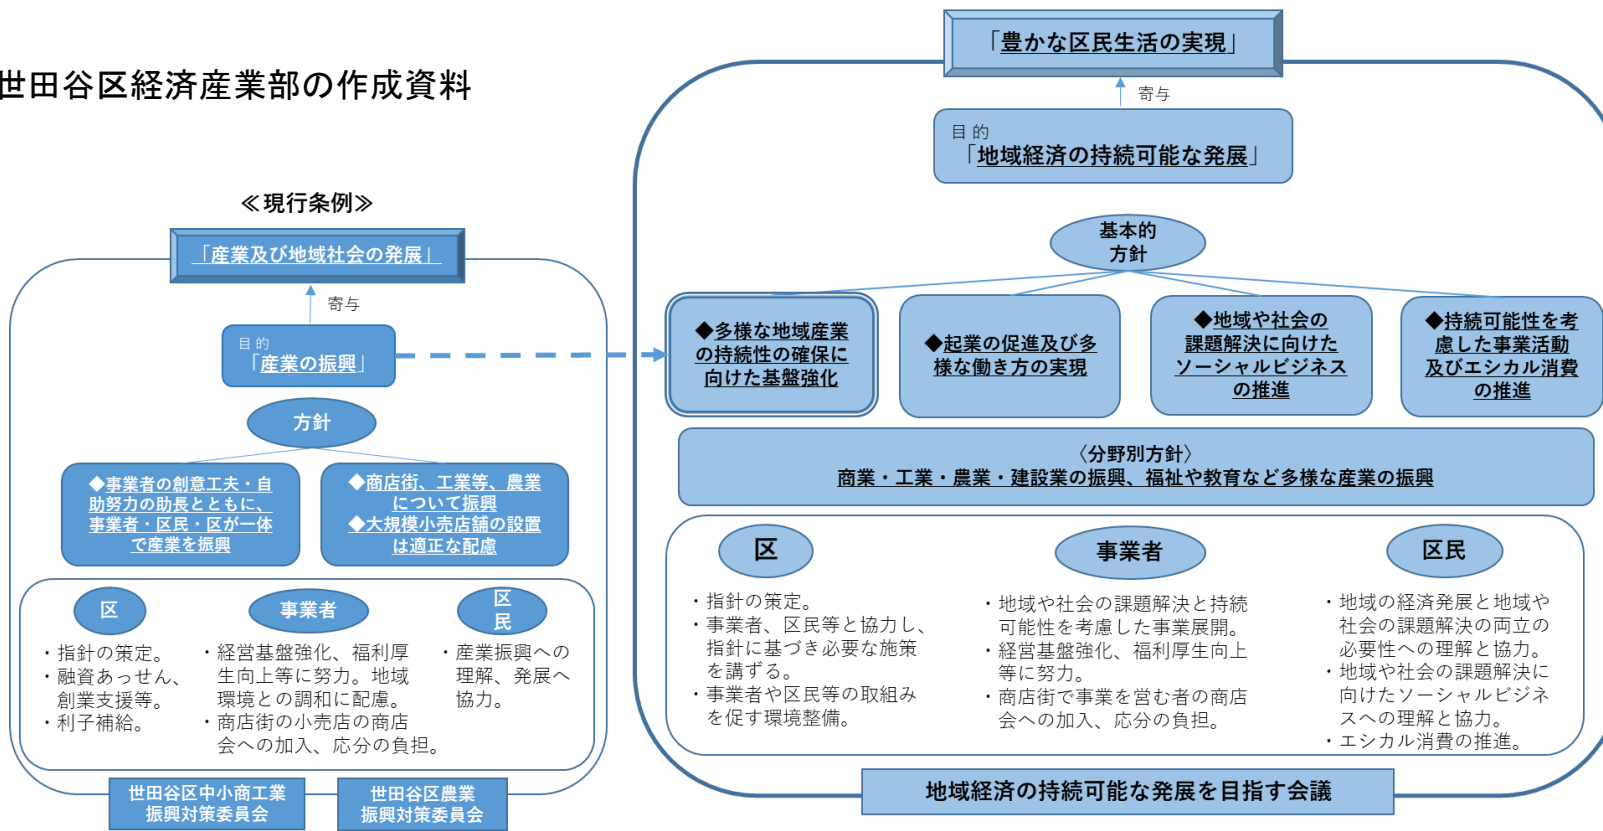 世田谷区経済産業部の作成資料
≪現行条例≫
「産業及び地域社会の発展」
寄与
目的
「産業の振興」
方針
◆事業者の創意工夫・自
助努力の助長とともに、
事業者・区民・区が一体
で産業を振興
◆商店街、工業等、農業
について振興
◆大規模小売店舗の設置
は適正な配慮
区
・指針の策定。
・融資あっせん、
創業支援等。
・利子補給。
事業者
・経営基盤強化、福利厚
生向上等に努力。地域
環境との調和に配慮。
・商店街の小売店の商店
会への加入、応分の負担。
区
民
・産業振興への
理解、発展へ
協力。
世田谷区中小商工業
振興対策委員会
世田谷区農業
振興対策委員会
「豊かな区民生活の実現」
寄与
目的
「地域経済の持続可能な発展」
基本的
方針
◆多様な地域産業
の持続性の確保に
向けた基盤強化
◆起業の促進及び多
様な働き方の実現
◆地域や社会の
課題解決に向けた
ソーシャルビジネス
の推進
◆持続可能性を考
慮した事業活動
及びエシカル消費
の推進
〈分野別方針〉
商業・工業・農業・建設業の振興、福祉や教育など多様な産業の振興
区
・指針の策定。
・事業者、区民等と協力し、
指針に基づき必要な施策
を講ずる。
・事業者や区民等の取組み
を促す環境整備。
事業者
・地域や社会の課題解決と持続
可能性を考慮した事業展開。
・経営基盤強化、福利厚生向上
等に努力。
・商店街で事業を営む者の商店
会への加入、応分の負担。
区民
・地域の経済発展と地域や
社会の課題解決の両立の
必要性への理解と協力。
・地域や社会の課題解決に
向けたソーシャルビジネ
スへの理解と協力。
・エシカル消費の推進。
地域経済の持続可能な発展を目指す会議